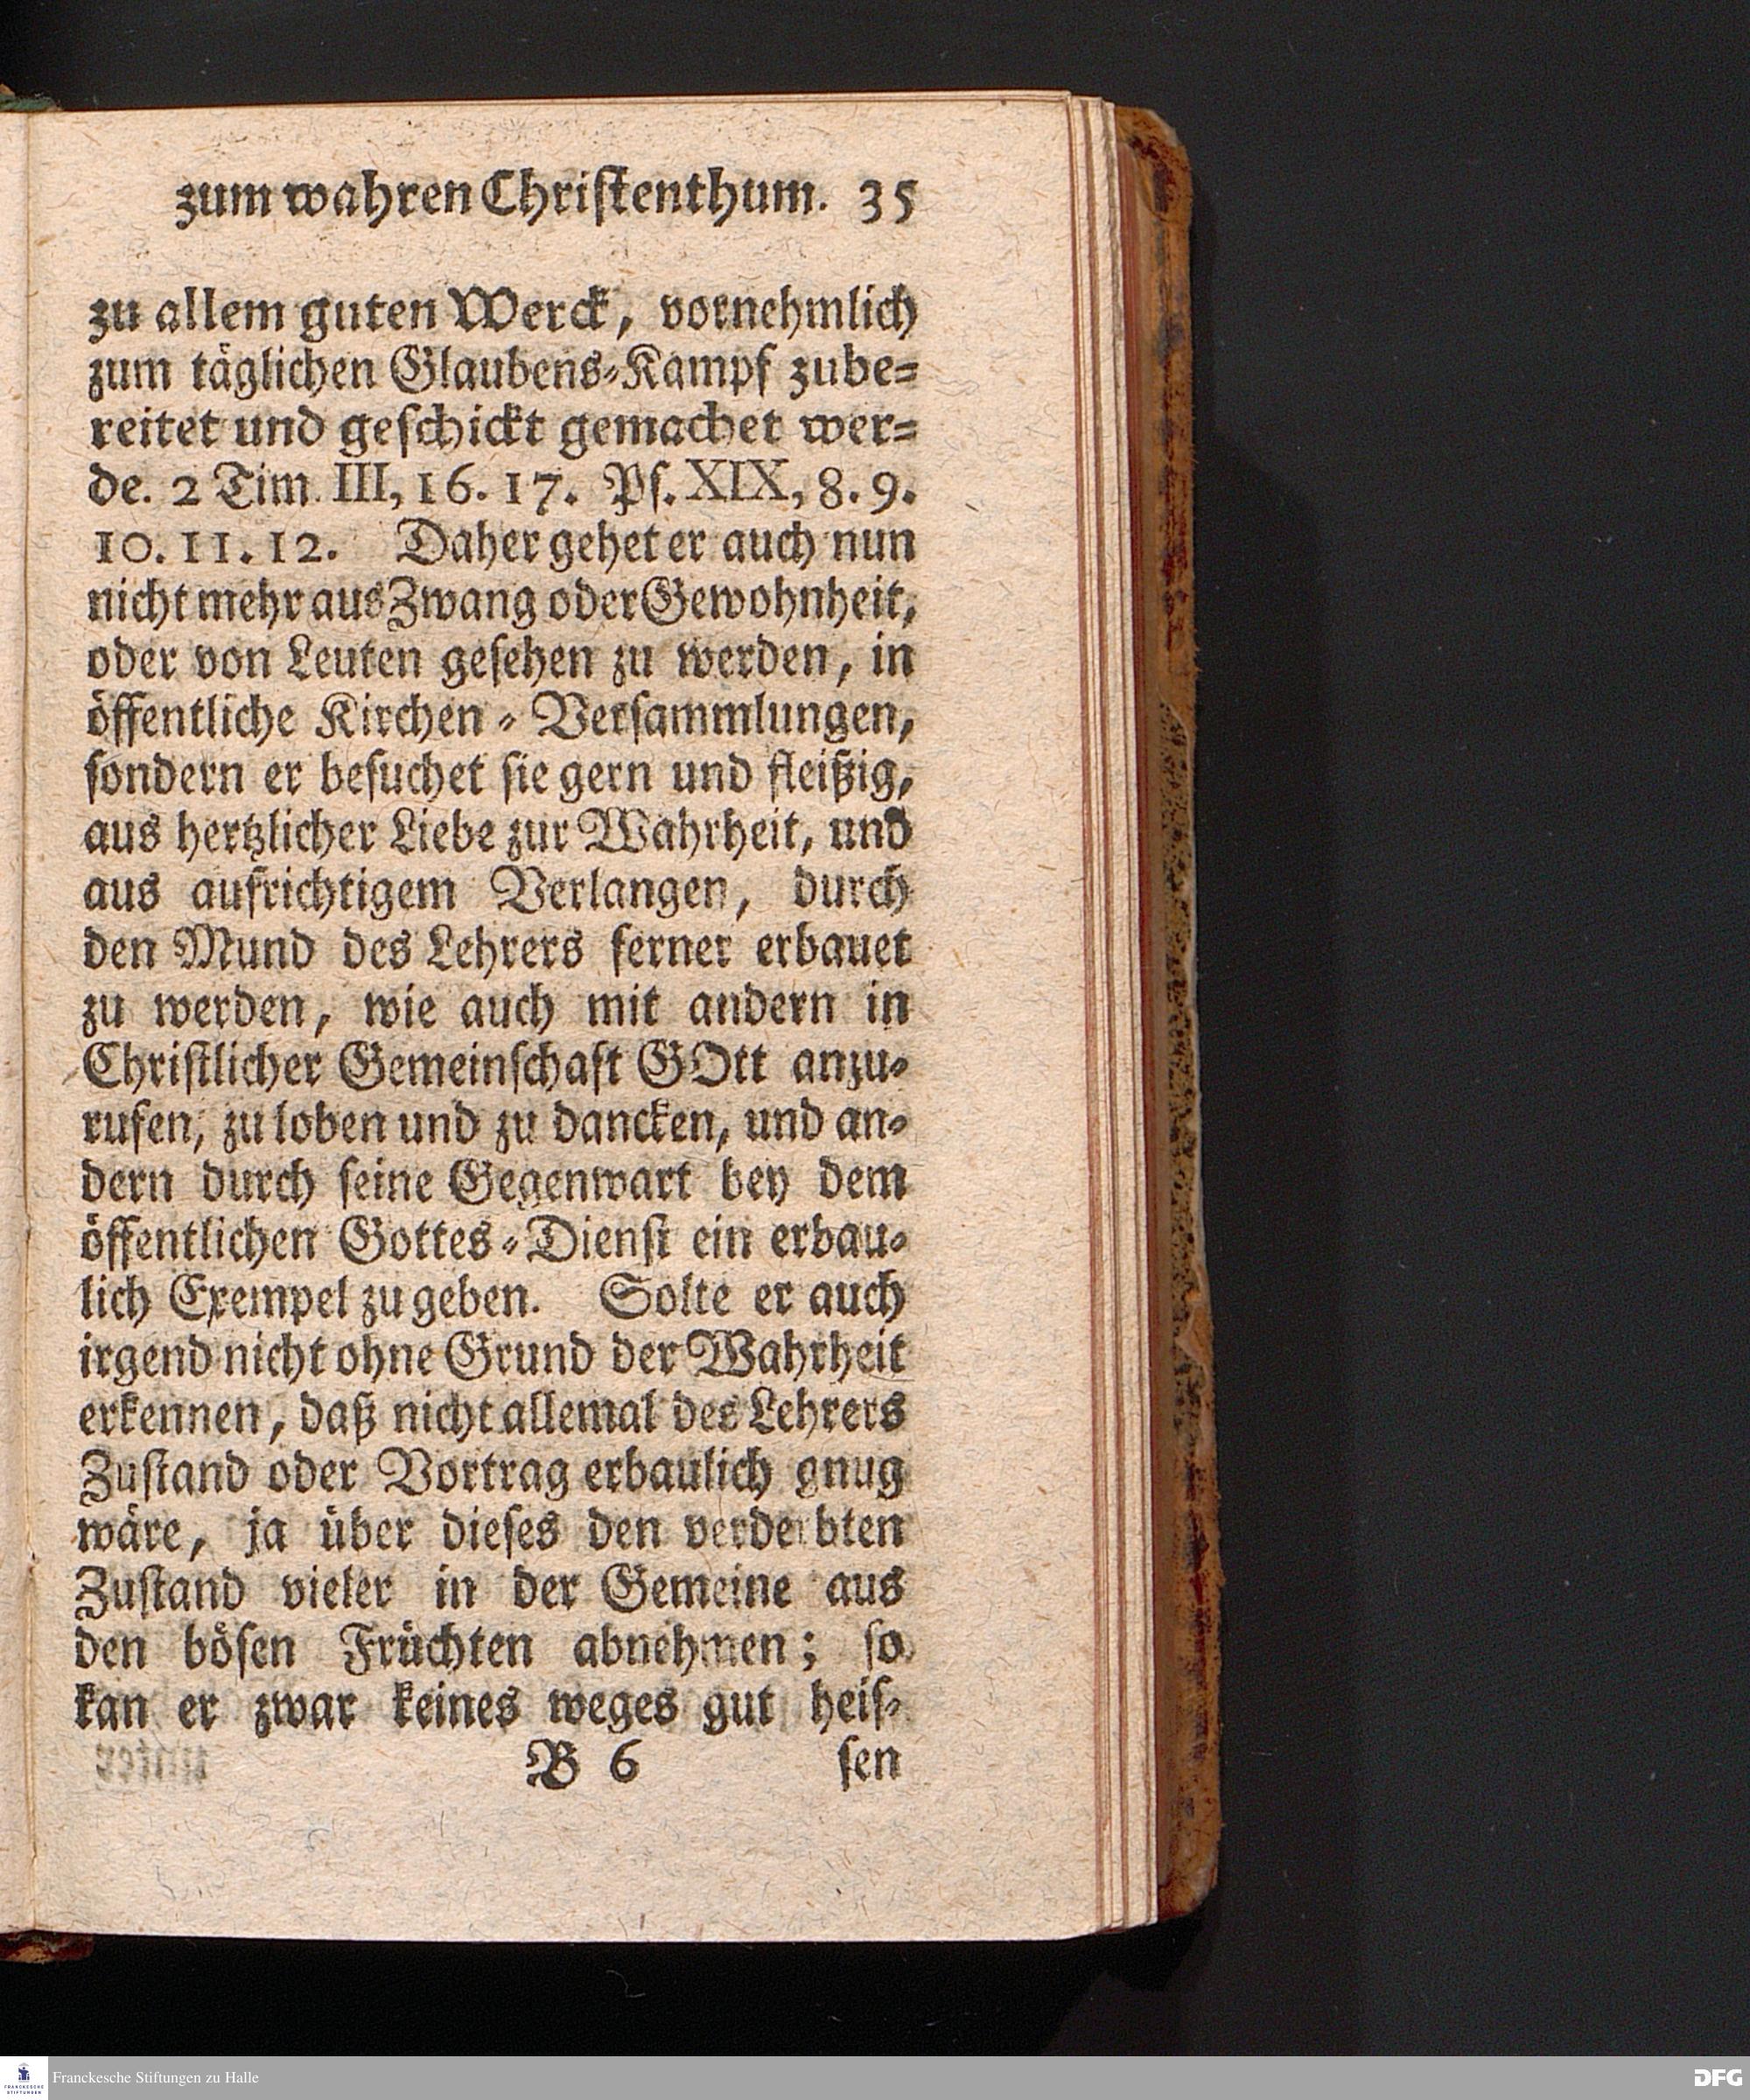 zum wahren Christenthum. 35
zu allem guten Werck, vornehmlich
zum täglichen Glaubens-Kampf zube-
reitet und geschickt gemachet wer-
de. 2 Tim. III, 16. 17. Ps. XIX, 8. 9.
10. 11. 12. Daher gehet er auch nun
nicht mehr aus Zwang oder Gewohnheit,
oder von Leuten gesehen zu werden, in
öffentliche Kirchen-Versammlungen,
sondern er besuchet sie gern und fleißig,
aus hertzlicher Liebe zur Wahrheit, und
aus aufrichtigem Verlangen, durch
den Mund des Lehrers ferner erbauet
zu werden, wie auch mit andern in
Christlicher Gemeinschaft GOtt anzu-
rufen, zu loben und zu dancken, und an-
dern durch seine Gegenwart bey dem
öffentlichen Gottes-Dienst ein erbau-
lich Exempel zu geben. Solte er auch
irgend nicht ohne Grund der Wahrheit
erkennen, daß nicht allemal des Lehrers
Zustand oder Vortrag erbaulich gnug
wäre, ja über dieses den verderbten
Zustand vieler in der Gemeine aus
den bösen Früchten abnehmen; so
kan er zwar keines weges gut heis-
B 6 sen
FRANCKESCHE STIFTUNGEN
Franckesche Stiftungen zu Halle
DFG